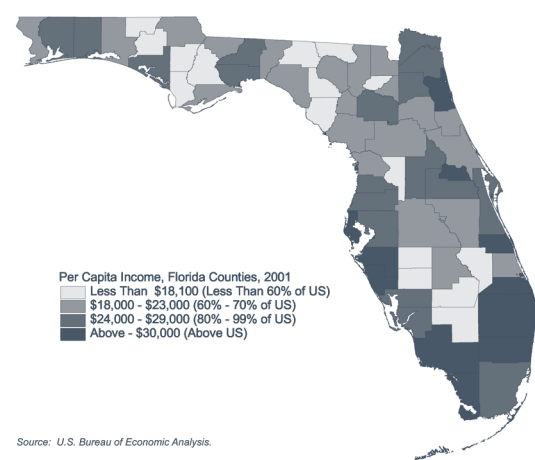 Per Capita Income, Florida Counties, 2001
Less Than $18,100 (Less Than 60% of US)
$18,000 - $23,000 (60% - 70% of US)
$24,000 - $29,000 (80% - 99% of US)
Above - $30,000 (Above US)
Source: U.S. Bureau of Economic Analysis.